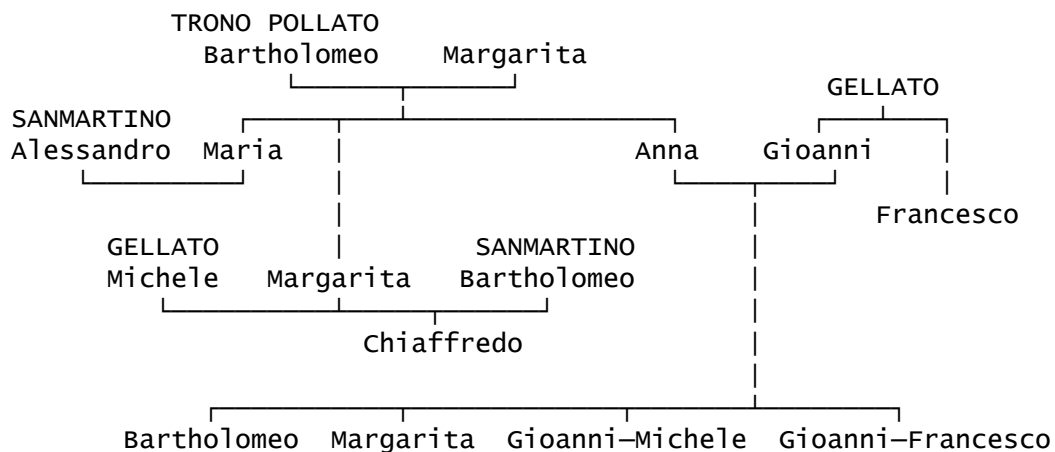 TRONO POLLATO
Bartholomeo Margarita
GELLATO
SANMARTINO
Alessandro Maria Anna Gioanni
Francesco
GELLATO SANMARTINO
Michele Margarita Bartholomeo
Chiaffredo
Bartholomeo Margarita Gioanni–Michele Gioanni–Francesco